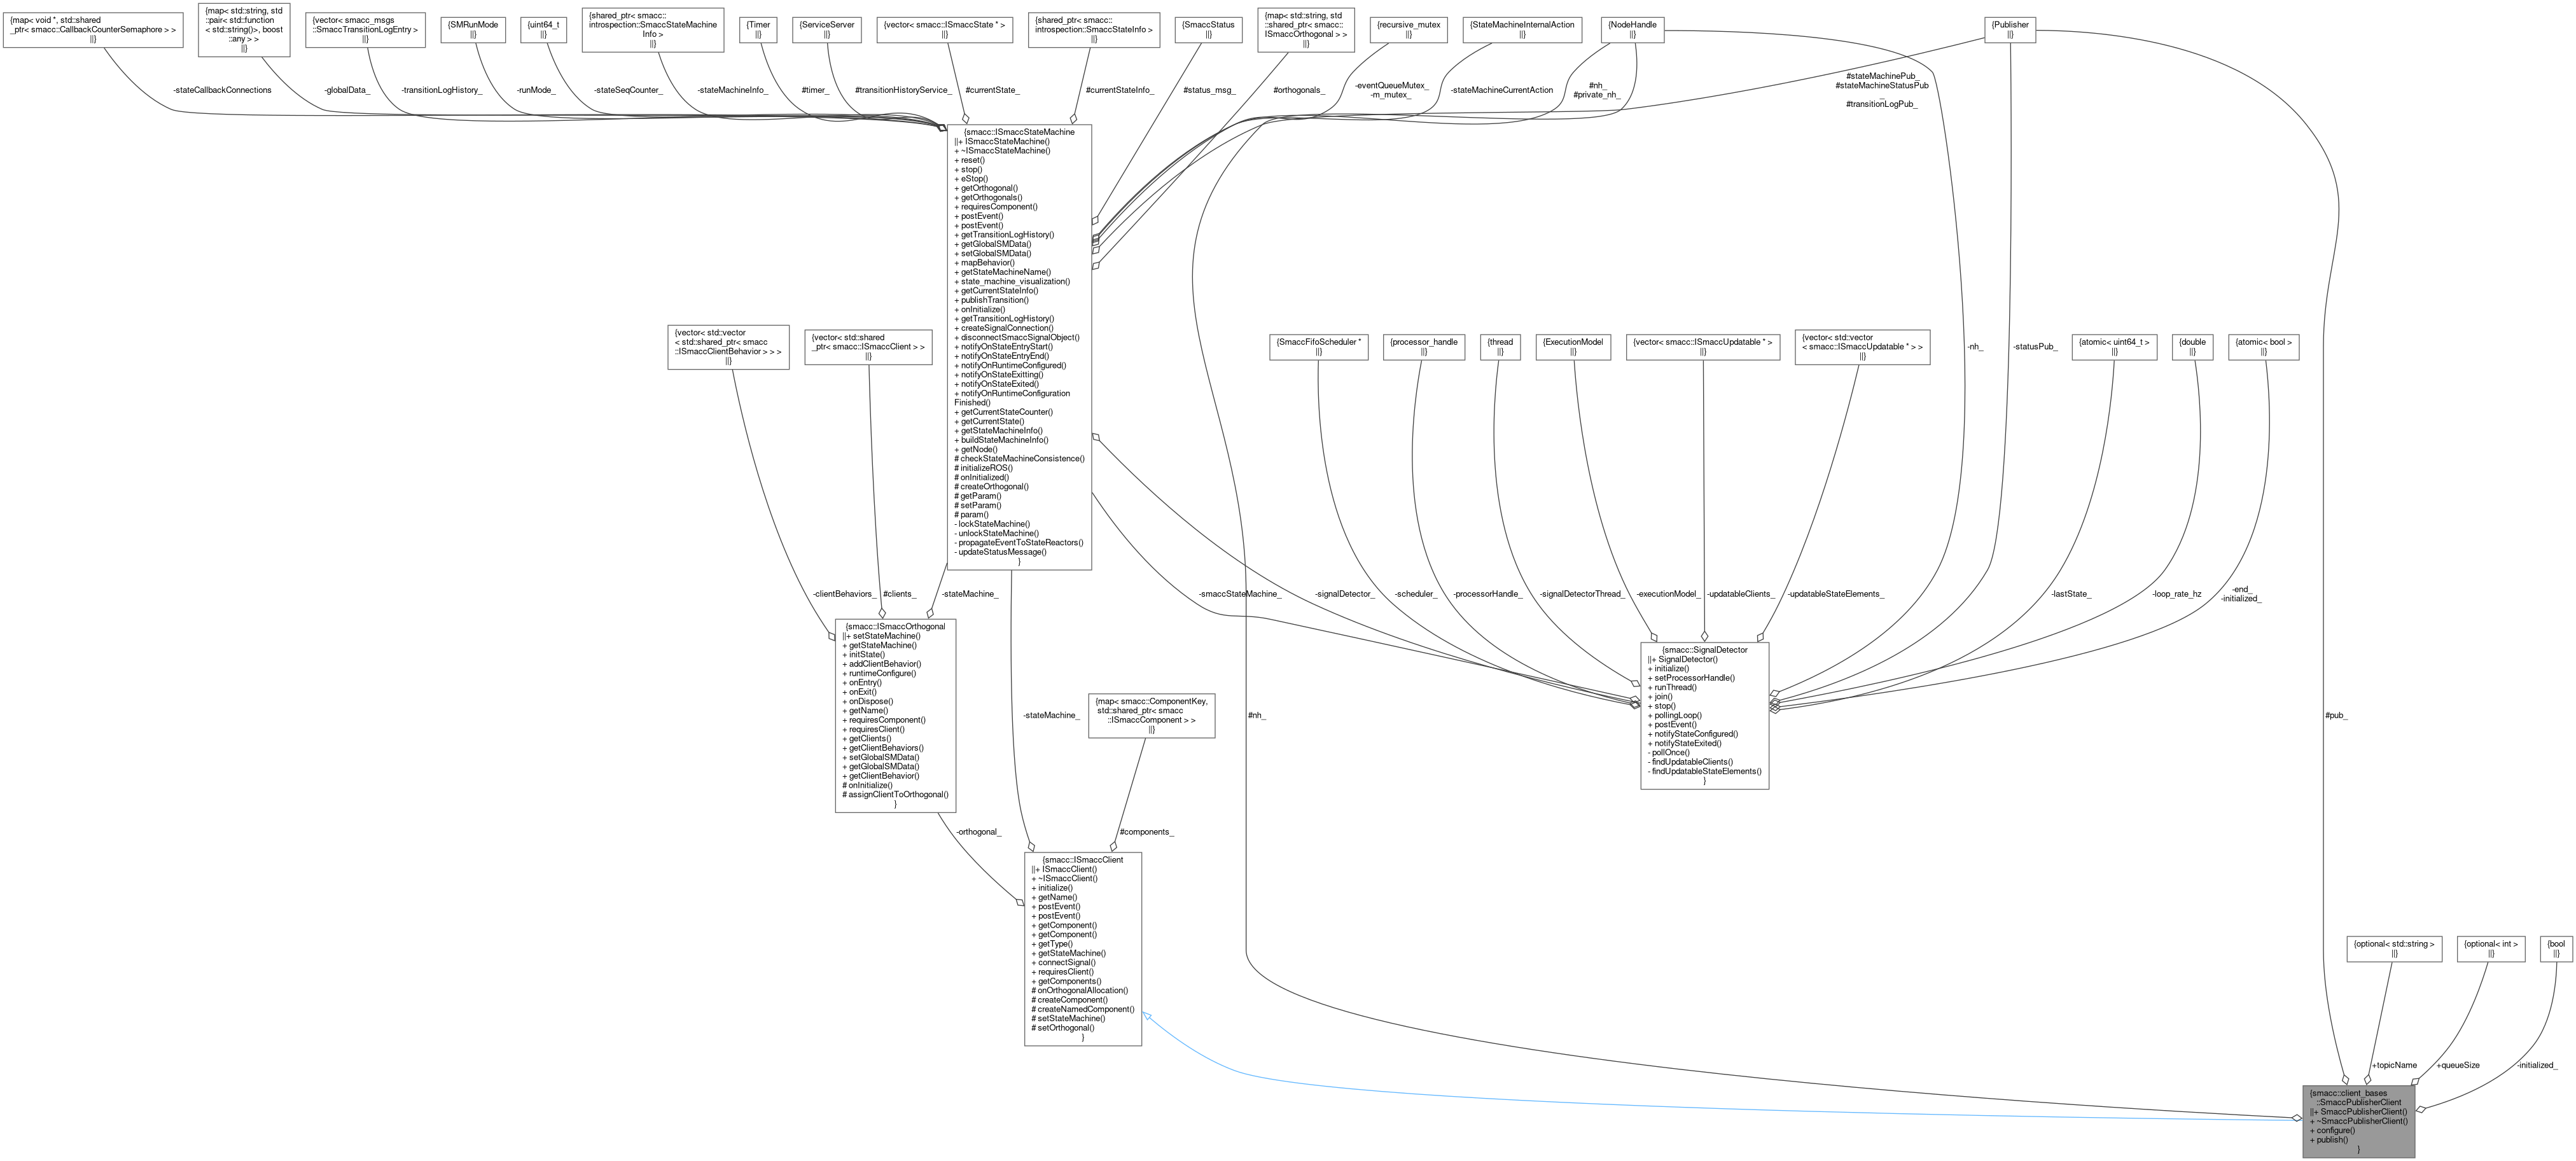 {map< void *, std::shared
_ptr< smacc::CallbackCounterSemaphore > >
||}
{map< std::string, std
::pair< std::function
< std::string()>, boost
::any > >
||}
{vector< smacc_msgs
::SmaccTransitionLogEntry >
||}
{SMRunMode
||}
{uint64_t
||}
{shared_ptr< smacc::
introspection::SmaccStateMachine
Info >
||}
{Timer
||}
{ServiceServer
||}
{vector< smacc::ISmaccState * >
||}
{shared_ptr< smacc::
introspection::SmaccStateInfo >
||}
{SmaccStatus
||}
{map< std::string, std
::shared_ptr< smacc::
ISmaccOrthogonal > >
||}
{recursive_mutex
||}
{StateMachineInternalAction
||}
{NodeHandle
||}
{Publisher
||}
-stateCallbackConnections
-globalData_
-transitionLogHistory_
-runMode_
-stateSeqCounter_
-stateMachineInfo_
#timer_
#transitionHistoryService_
#currentState_
#currentStateInfo_
#status_msg_
#orthogonals_
-eventQueueMutex_
-m_mutex_
-stateMachineCurrentAction
#nh_
#private_nh_
#stateMachinePub_
#stateMachineStatusPub
_
#transitionLogPub_
{smacc::ISmaccStateMachine
||+ ISmaccStateMachine()
+ ~ISmaccStateMachine()
+ reset()
+ stop()
+ eStop()
+ getOrthogonal()
+ getOrthogonals()
+ requiresComponent()
+ postEvent()
+ postEvent()
+ getTransitionLogHistory()
+ getGlobalSMData()
+ setGlobalSMData()
+ mapBehavior()
+ getStateMachineName()
+ state_machine_visualization()
+ getCurrentStateInfo()
+ publishTransition()
+ onInitialize()
+ getTransitionLogHistory()
+ createSignalConnection()
+ disconnectSmaccSignalObject()
+ notifyOnStateEntryStart()
+ notifyOnStateEntryEnd()
+ notifyOnRuntimeConfigured()
+ notifyOnStateExitting()
+ notifyOnStateExited()
+ notifyOnRuntimeConfiguration
Finished()
+ getCurrentStateCounter()
+ getCurrentState()
+ getStateMachineInfo()
+ buildStateMachineInfo()
+ getNode()
# checkStateMachineConsistence()
# initializeROS()
# onInitialized()
# createOrthogonal()
# getParam()
# setParam()
# param()
- lockStateMachine()
- unlockStateMachine()
- propagateEventToStateReactors()
- updateStatusMessage()
}
{vector< std::vector
< std::shared_ptr< smacc
::ISmaccClientBehavior > > >
||}
{vector< std::shared
_ptr< smacc::ISmaccClient > >
||}
{SmaccFifoScheduler *
||}
{processor_handle
||}
{thread
||}
{ExecutionModel
||}
{vector< smacc::ISmaccUpdatable * >
||}
{vector< std::vector
< smacc::ISmaccUpdatable * > >
||}
-nh_
-statusPub_
{atomic< uint64_t >
||}
{double
||}
{atomic< bool >
||}
-clientBehaviors_
#clients_
-stateMachine_
-smaccStateMachine_
-signalDetector_
-scheduler_
-processorHandle_
-signalDetectorThread_
-executionModel_
-updatableClients_
-updatableStateElements_
-lastState_
-loop_rate_hz
-end_
-initialized_
{smacc::ISmaccOrthogonal
||+ setStateMachine()
+ getStateMachine()
+ initState()
+ addClientBehavior()
+ runtimeConfigure()
+ onEntry()
+ onExit()
+ onDispose()
+ getName()
+ requiresComponent()
+ requiresClient()
+ getClients()
+ getClientBehaviors()
+ setGlobalSMData()
+ getGlobalSMData()
+ getClientBehavior()
# onInitialize()
# assignClientToOrthogonal()
}
{smacc::SignalDetector
||+ SignalDetector()
+ initialize()
+ setProcessorHandle()
+ runThread()
+ join()
+ stop()
+ pollingLoop()
+ postEvent()
+ notifyStateConfigured()
+ notifyStateExited()
- pollOnce()
- findUpdatableClients()
- findUpdatableStateElements()
}
-stateMachine_
{map< smacc::ComponentKey,
std::shared_ptr< smacc
::ISmaccComponent > >
||}
#nh_
#pub_
-orthogonal_
#components_
{smacc::ISmaccClient
||+ ISmaccClient()
+ ~ISmaccClient()
+ initialize()
+ getName()
+ postEvent()
+ postEvent()
+ getComponent()
+ getComponent()
+ getType()
+ getStateMachine()
+ connectSignal()
+ requiresClient()
+ getComponents()
# onOrthogonalAllocation()
# createComponent()
# createNamedComponent()
# setStateMachine()
# setOrthogonal()
}
{optional< std::string >
||}
{optional< int >
||}
{bool
||}
+topicName
+queueSize
-initialized_
{smacc::client_bases
::SmaccPublisherClient
||+ SmaccPublisherClient()
+ ~SmaccPublisherClient()
+ configure()
+ publish()
}